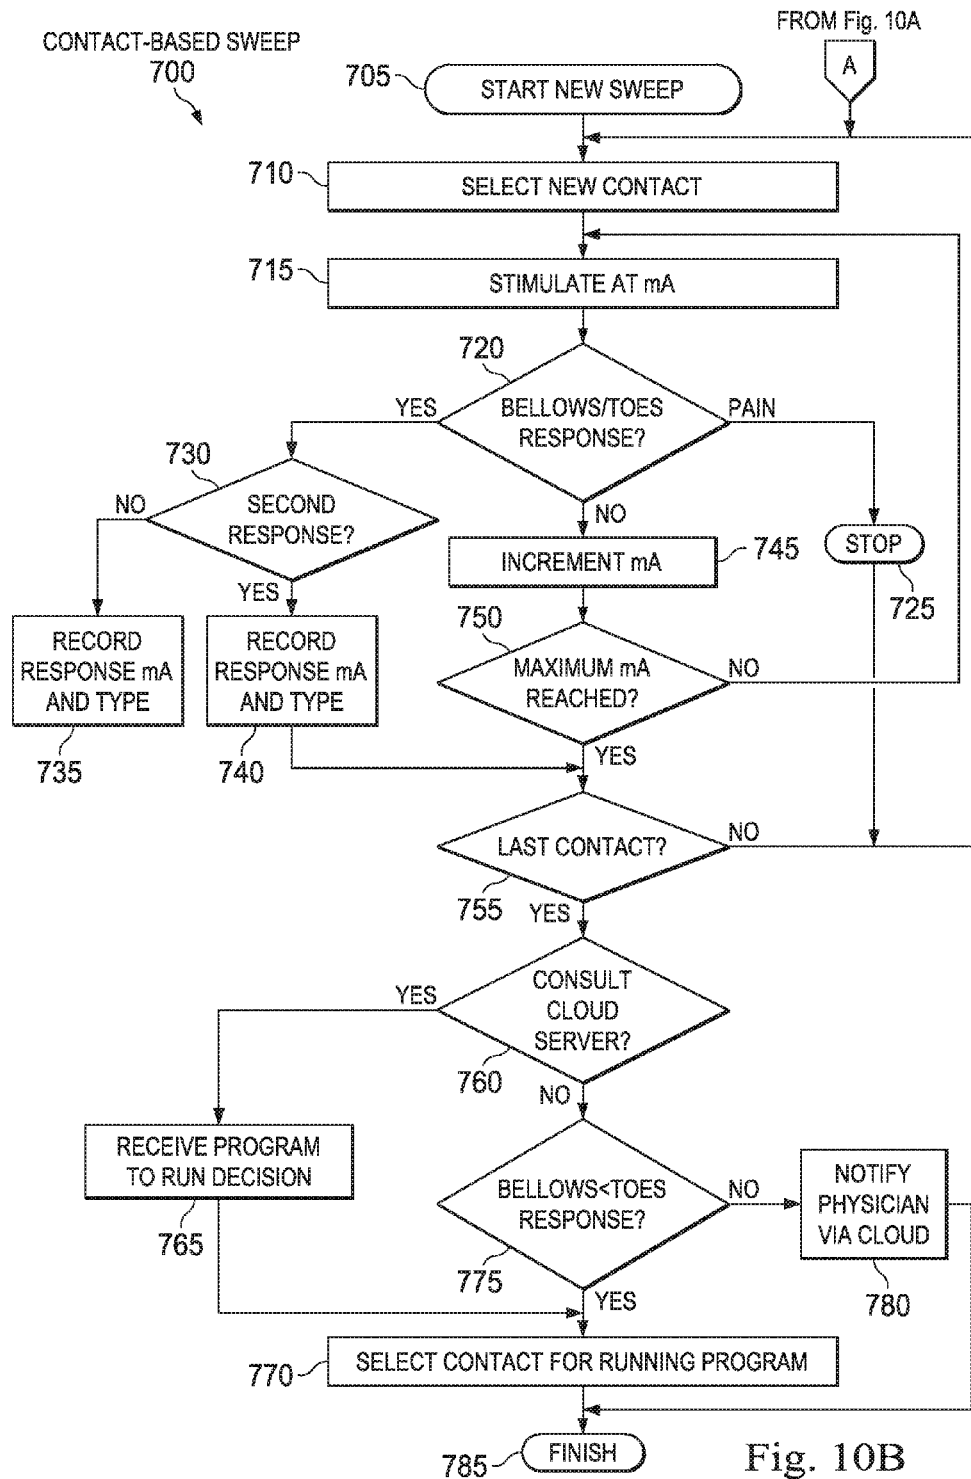 FROM Fig. 10A
CONTACT-BASED SWEEP
700
A
705
START NEW SWEEP
710
SELECT NEW CONTACT
715
STIMULATE AT mA
720
YES
BELLOWS/TOES
RESPONSE?
PAIN
730
NO
SECOND
RESPONSE?
NO
INCREMENT mA
745
STOP
725
YES
RECORD
RESPONSE mA
AND TYPE
735
RECORD
RESPONSE mA
AND TYPE
740
750
MAXIMUM mA
REACHED?
NO
YES
LAST CONTACT?
NO
755
YES
CONSULT
CLOUD
SERVER?
YES
760
NO
RECEIVE PROGRAM
TO RUN DECISION
765
BELLOWS<TOES
RESPONSE?
NO
775
NOTIFY
PHYSICIAN
VIA CLOUD
780
YES
770
SELECT CONTACT FOR RUNNING PROGRAM
785
FINISH
Fig. 10B